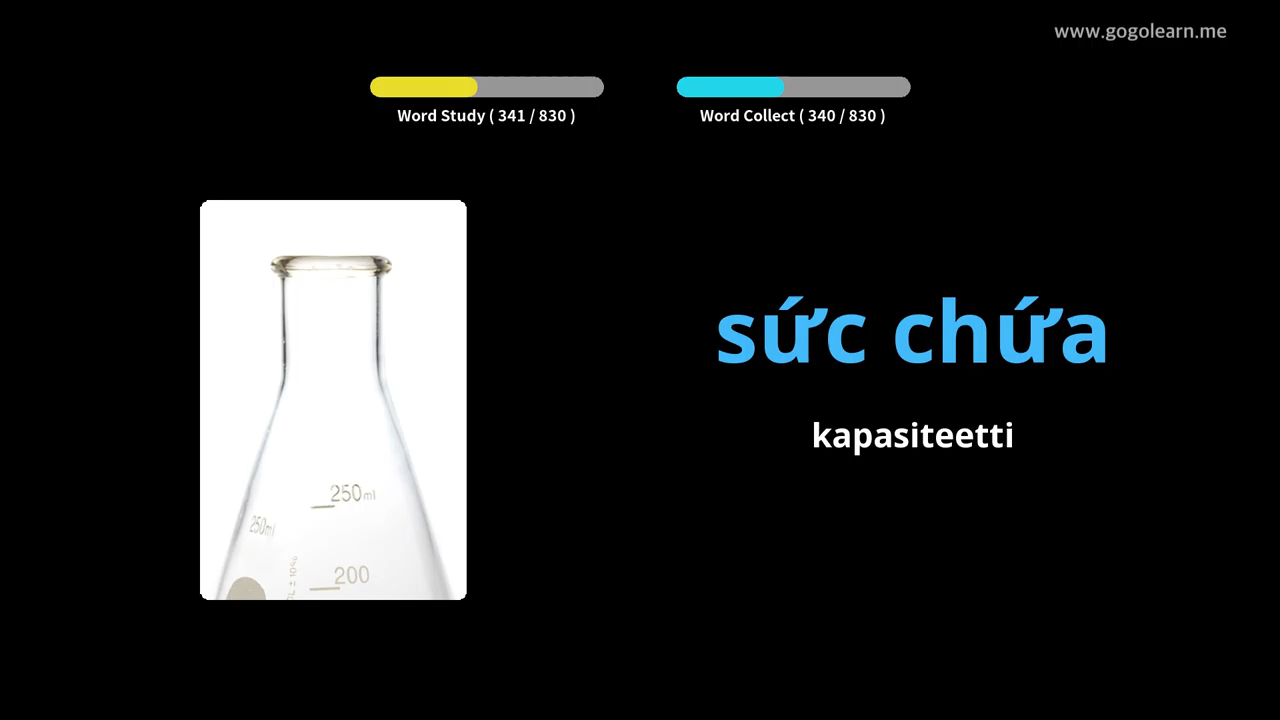 www.gogolearn.me
Word Study ( 341 / 830 )
Word Collect ( 340 / 830 )
sức chứa
kapasiteetti
250ml
250ml
200